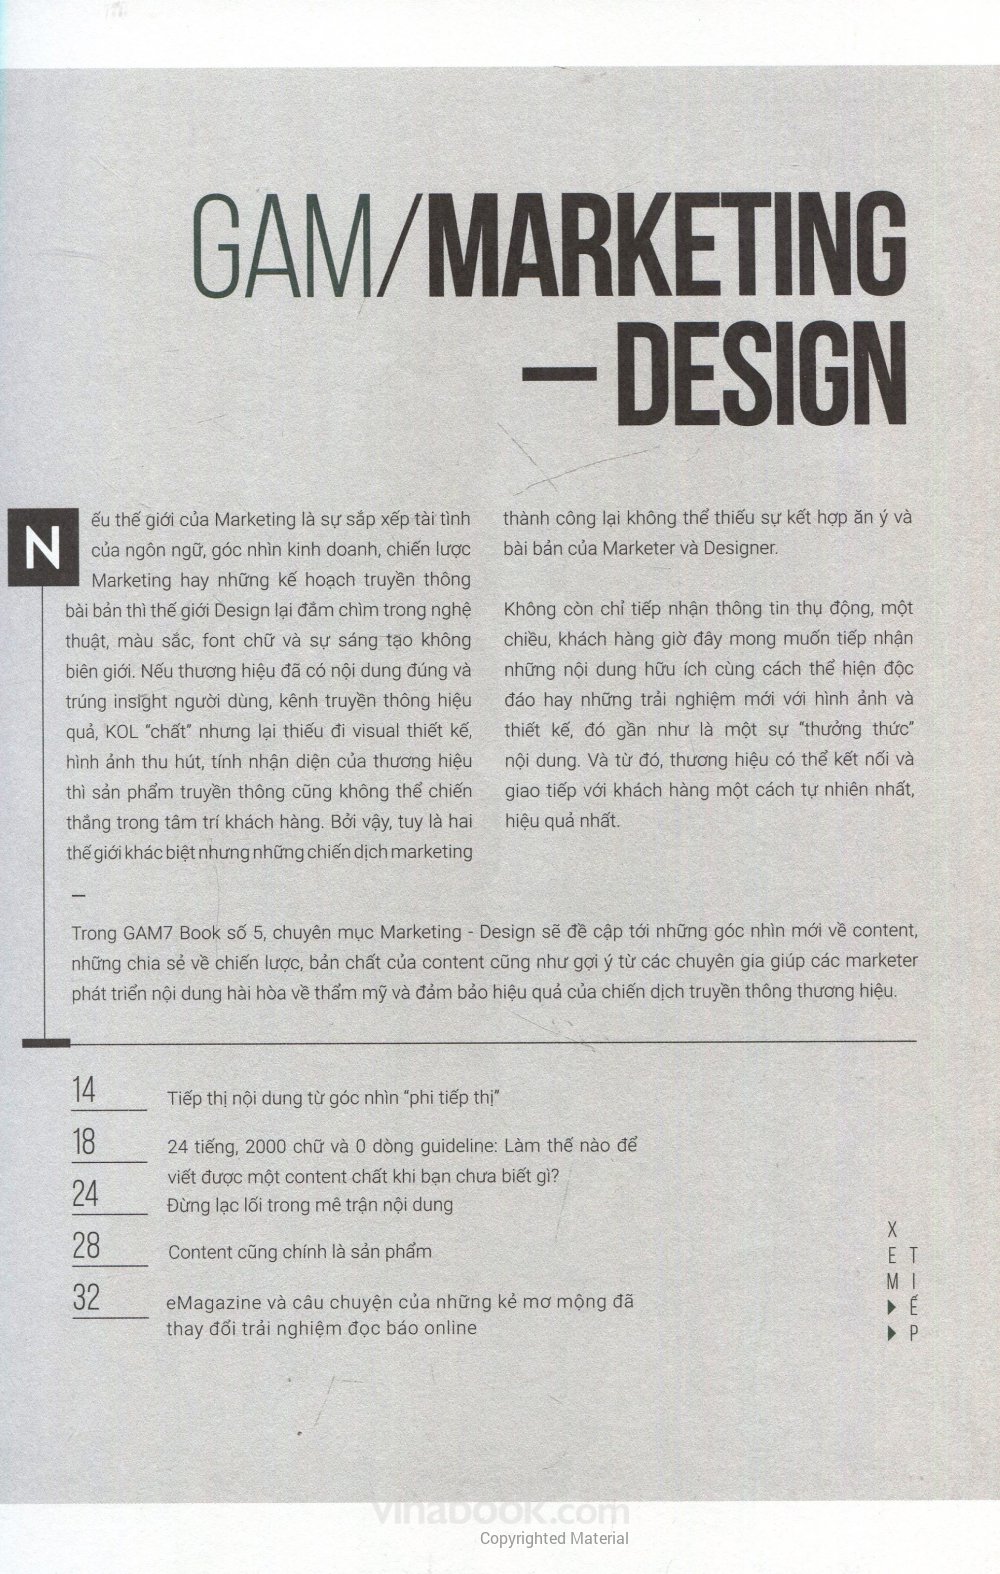 GAM/MARKETING
– DESIGN
Nếu thế giới của Marketing là sự sắp xếp tài tình
của ngôn ngữ, góc nhìn kinh doanh, chiến lược
Marketing hay những kế hoạch truyền thông
bài bản thì thế giới Design lại đắm chìm trong nghệ
thuật, màu sắc, font chữ và sự sáng tạo không
biên giới. Nếu thương hiệu đã có nội dung đúng và
trúng insight người dùng, kênh truyền thông hiệu
quả, KOL “chất” nhưng lại thiếu đi visual thiết kế,
hình ảnh thu hút, tính nhận diện của thương hiệu
thì sản phẩm truyền thông cũng không thể chiến
thắng trong tâm trí khách hàng. Bởi vậy, tuy là hai
thế giới khác biệt nhưng những chiến dịch marketing
thành công lại không thể thiếu sự kết hợp ăn ý và
bài bản của Marketer và Designer.
Không còn chỉ tiếp nhận thông tin thụ động, một
chiều, khách hàng giờ đây mong muốn tiếp nhận
những nội dung hữu ích cùng cách thể hiện độc
đáo hay những trải nghiệm mới với hình ảnh và
thiết kế, đó gần như là một sự “thưởng thức”
nội dung. Và từ đó, thương hiệu có thể kết nối và
giao tiếp với khách hàng một cách tự nhiên nhất,
hiệu quả nhất.
–
Trong GAM7 Book số 5, chuyên mục Marketing - Design sẽ đề cập tới những góc nhìn mới về content,
những chia sẻ về chiến lược, bản chất của content cũng như gợi ý từ các chuyên gia giúp các marketer
phát triển nội dung hài hòa về thẩm mỹ và đảm bảo hiệu quả của chiến dịch truyền thông thương hiệu.
14 Tiếp thị nội dung từ góc nhìn “phi tiếp thị”
18 24 tiếng, 2000 chữ và 0 dòng guideline: Làm thế nào để
viết được một content chất khi bạn chưa biết gì?
24 Đừng lạc lối trong mê trận nội dung
28 Content cũng chính là sản phẩm
32 eMagazine và câu chuyện của những kẻ mơ mộng đã
thay đổi trải nghiệm đọc báo online
XEM
TIẾP
vinabook.com
Copyrighted Material